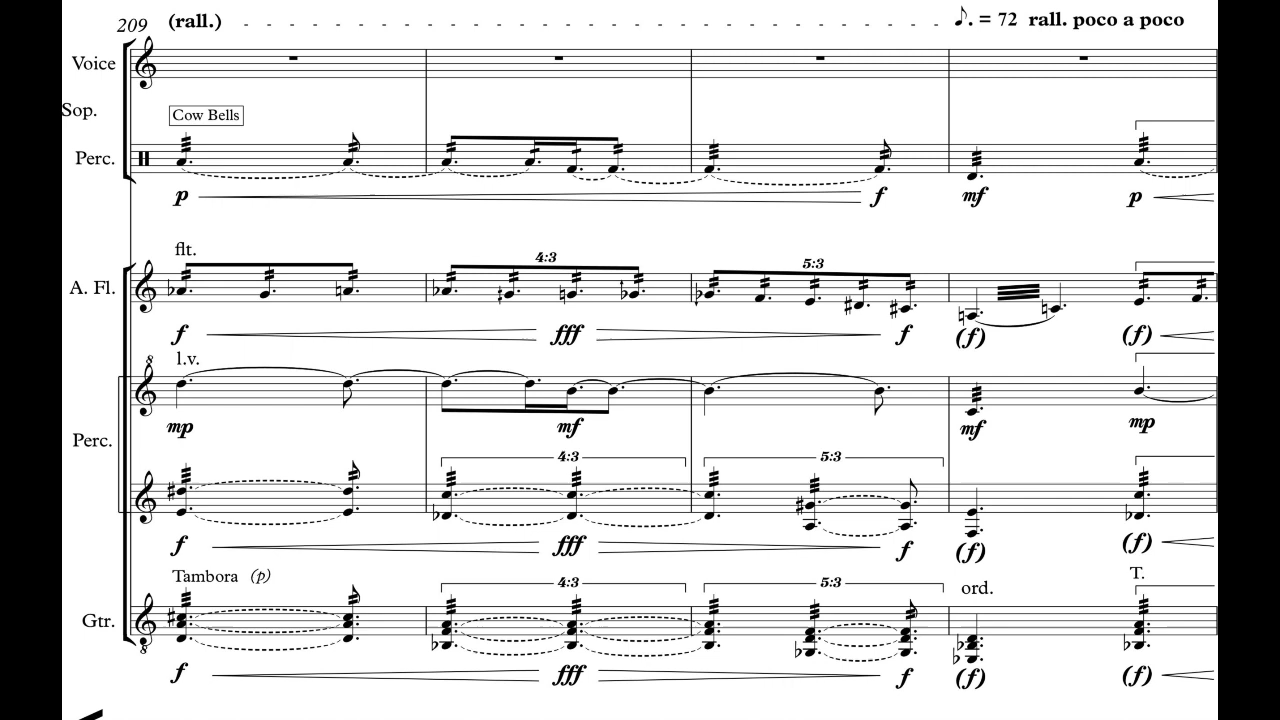 209 (rall.) ♪. = 72 rall. poco a poco
Voice
Sop.
Cow Bells
Perc.
p f mf p
flt. 4:3 5:3
A. Fl.
f fff f (f) (f)
8
l.v.
mp mf mf mp
Perc.
4:3 5:3
f fff f (f) (f)
Tambora (p) 4:3 5:3 ord. T.
Gtr.
8
f fff f (f) (f)